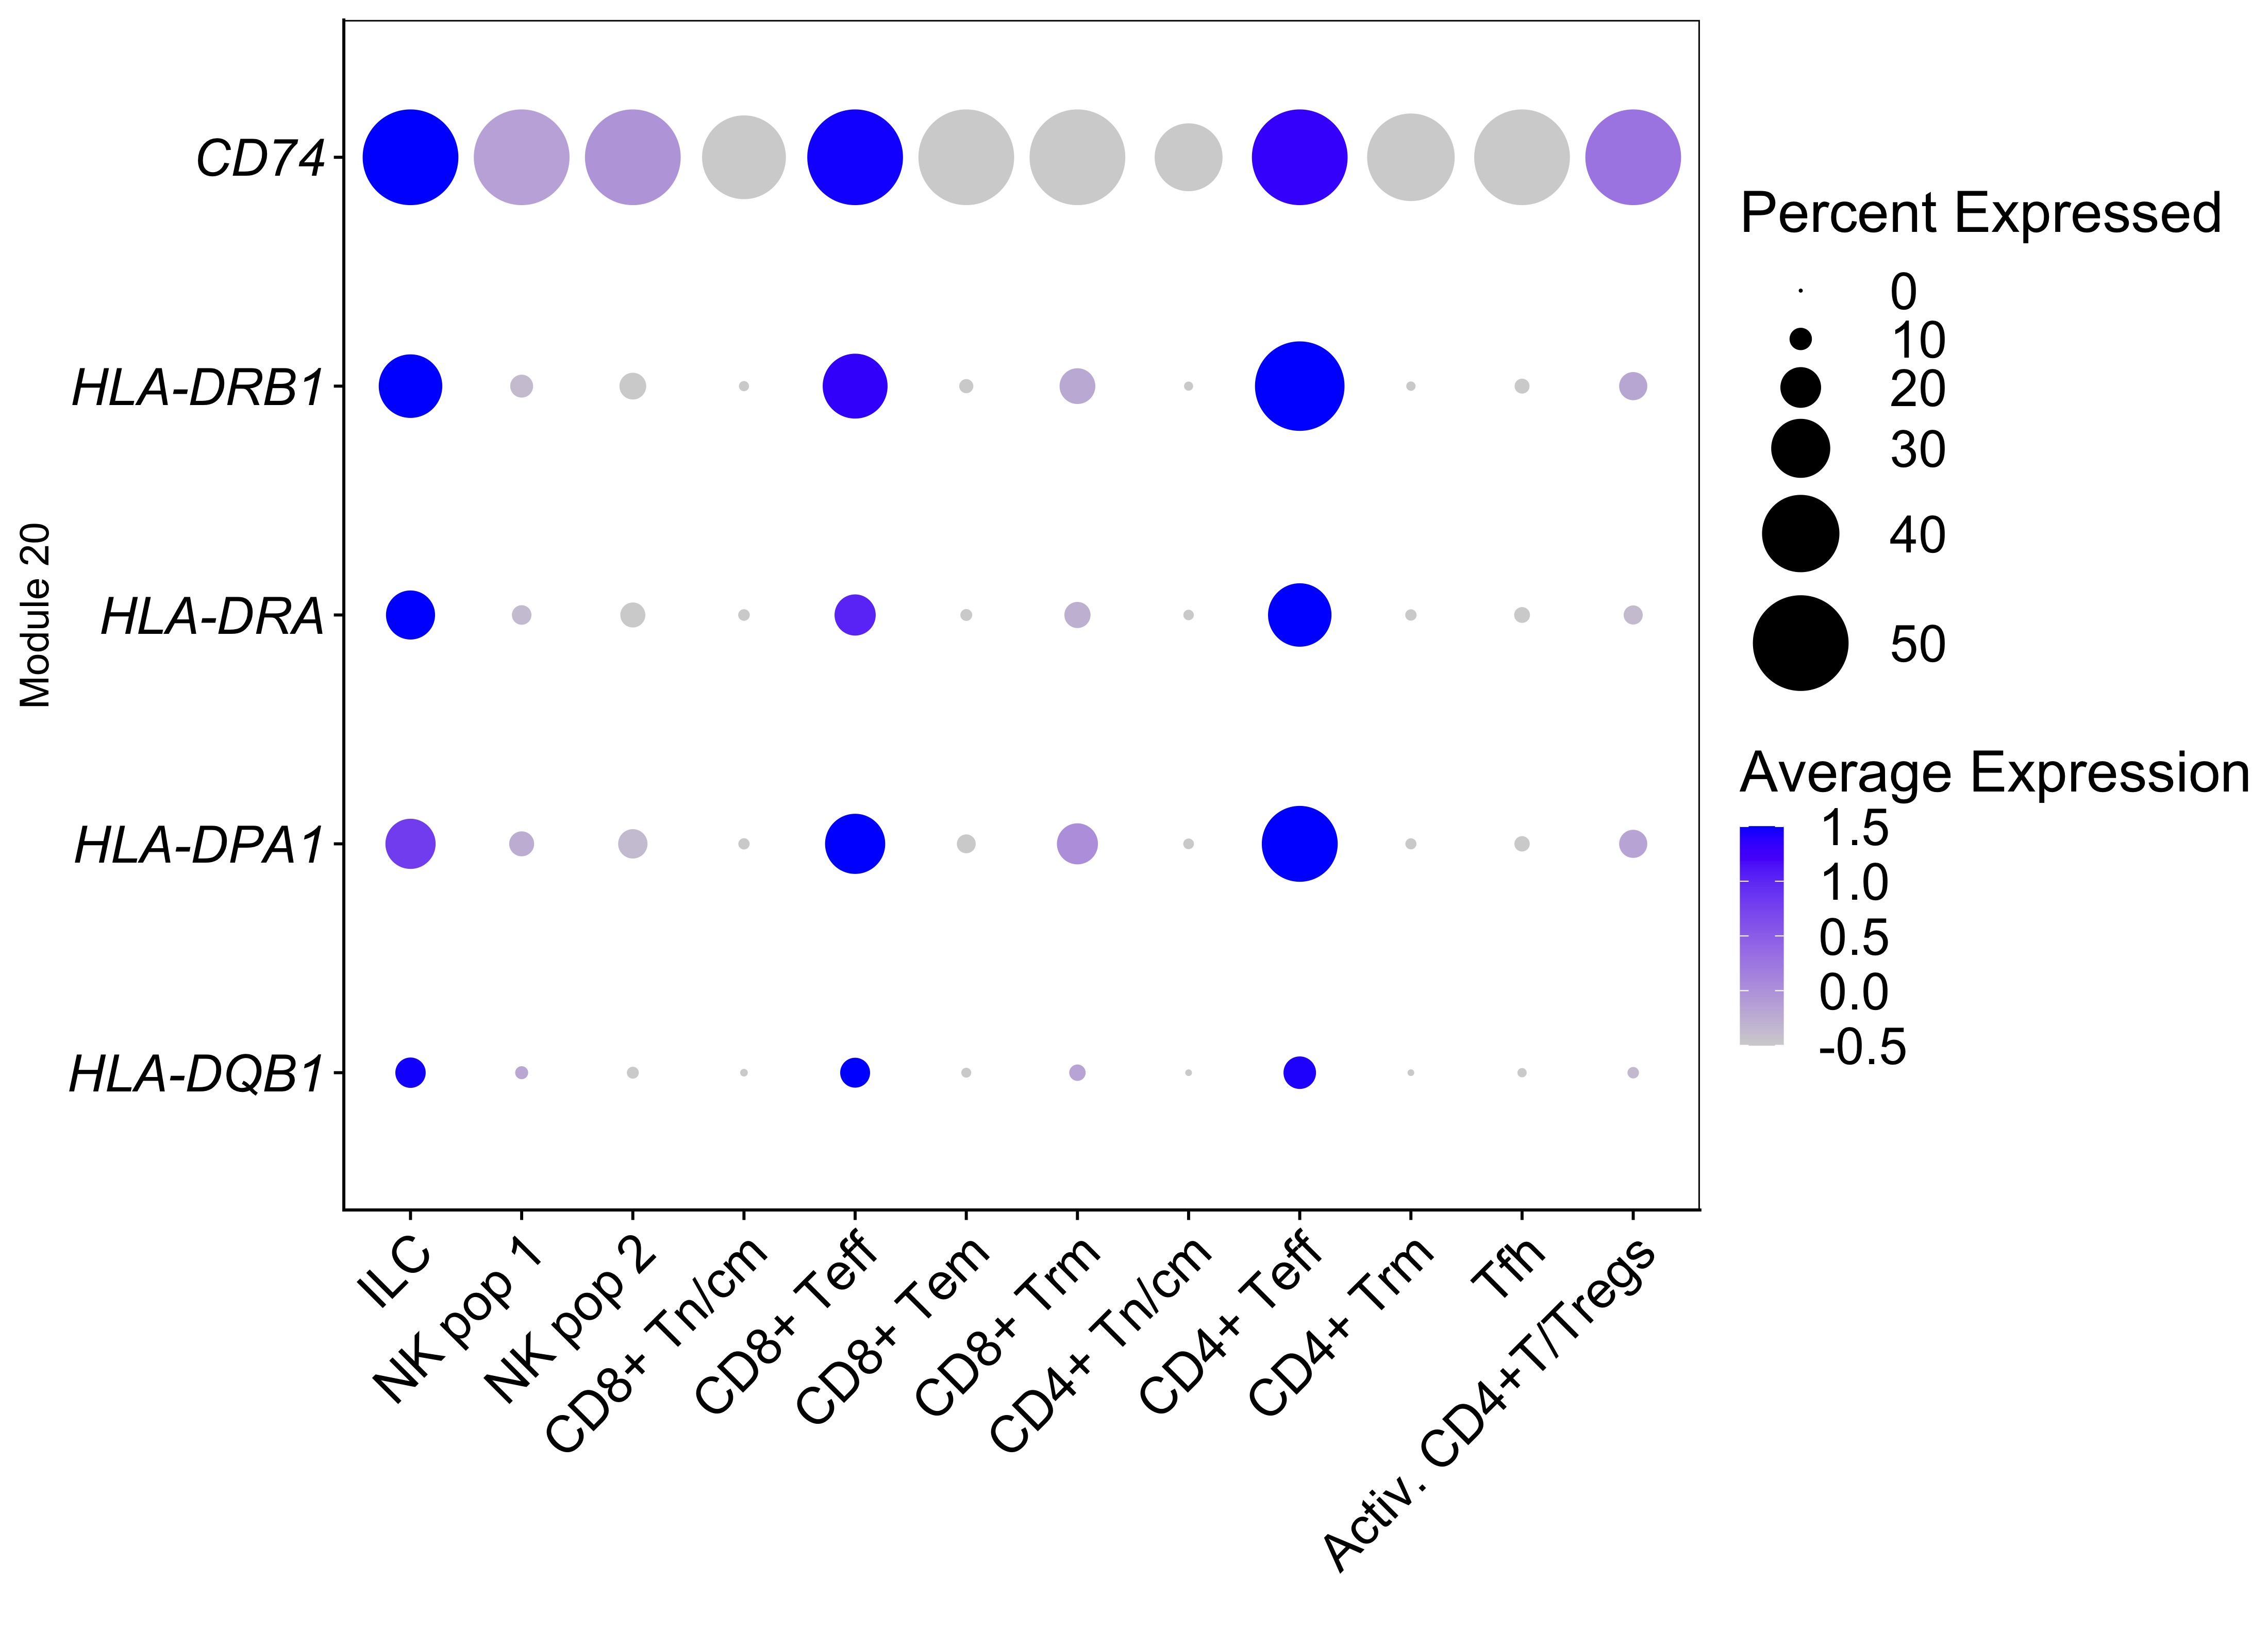 CD74
HLA-DRB1
HLA-DRA
HLA-DPA1
HLA-DQB1
Module 20
ILC
NK pop 1
NK pop 2
CD8+ Tn/cm
CD8+ Teff
CD8+ Tem
CD8+ Trm
CD4+ Tn/cm
CD4+ Teff
CD4+ Trm
Tfh
Activ. CD4+T/Tregs
Percent Expressed
0
10
20
30
40
50
Average Expression
1.5
1.0
0.5
0.0
-0.5